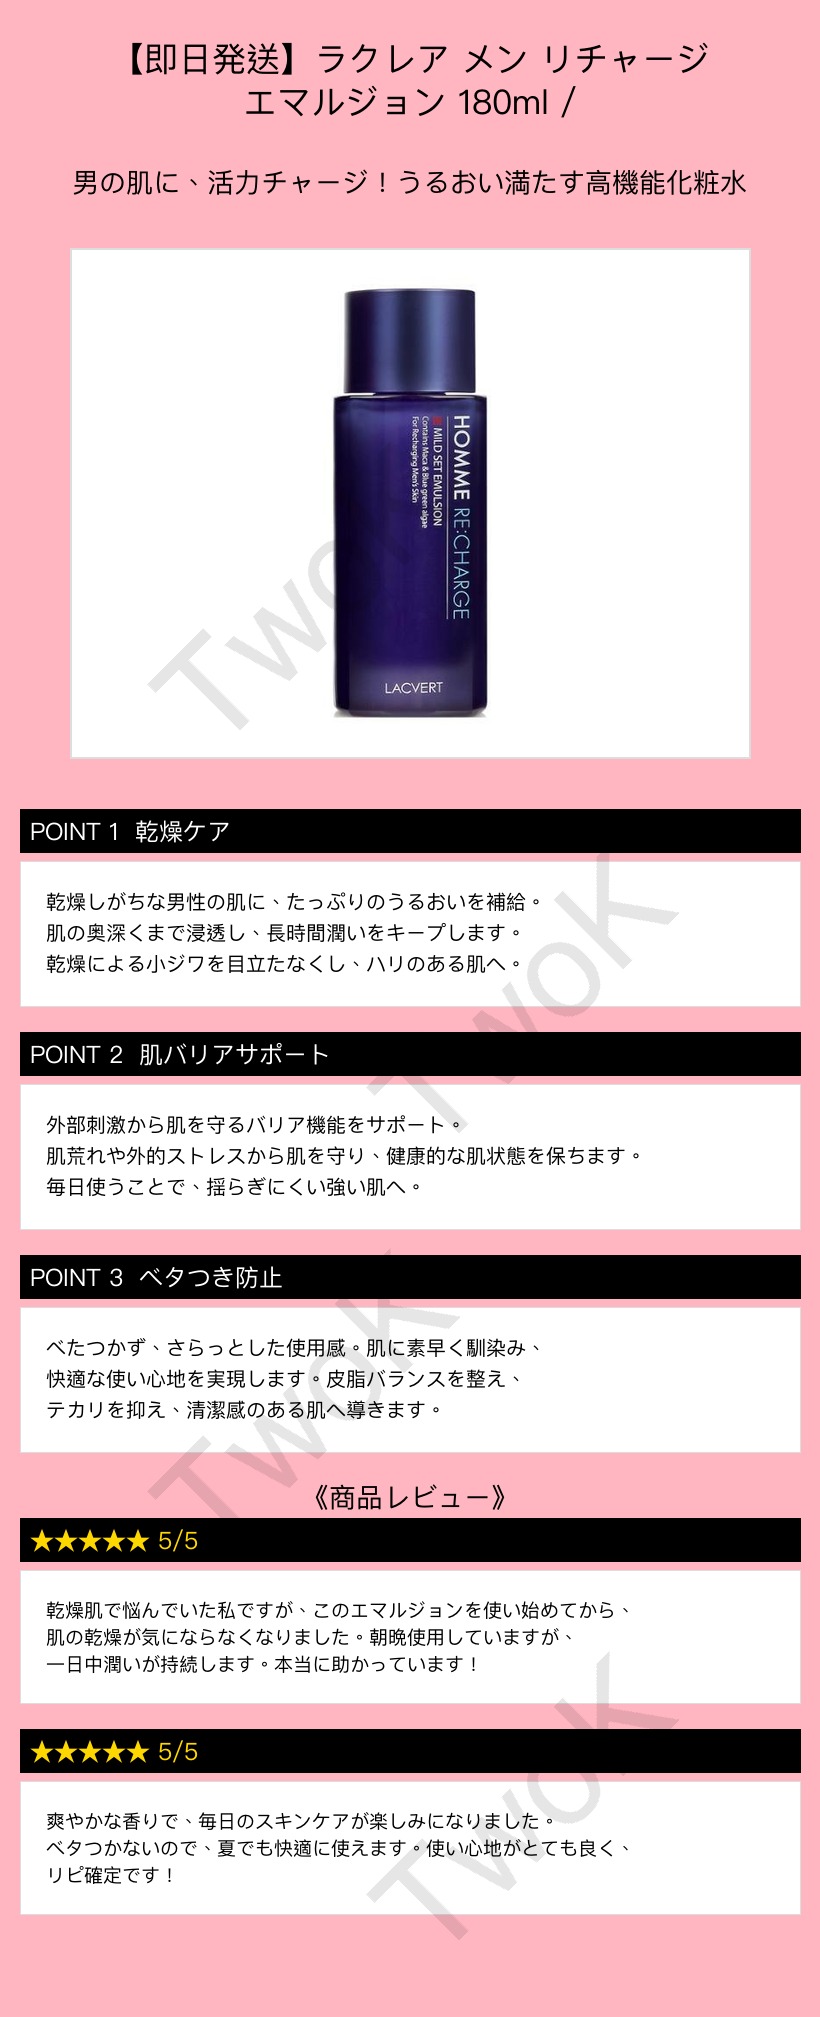 【即日発送】ラクレア メン リチャージ
エマルジョン 180ml /
男の肌に、活力チャージ！うるおい満たす高機能化粧水
HOMME RE:CHARGE
MILD SET EMULSION
Contains Maca & Blue green algae
For Recharging Men's Skin
LACVERT
TwoK
POINT 1 乾燥ケア
乾燥しがちな男性の肌に、たっぷりのうるおいを補給。
肌の奥深くまで浸透し、長時間潤いをキープします。
乾燥による小ジワを目立たなくし、ハリのある肌へ。
TwoK
POINT 2 肌バリアサポート
外部刺激から肌を守るバリア機能をサポート。
肌荒れや外的ストレスから肌を守り、健康的な肌状態を保ちます。
毎日使うことで、揺らぎにくい強い肌へ。
POINT 3 ベタつき防止
べたつかず、さらっとした使用感。肌に素早く馴染み、
快適な使い心地を実現します。皮脂バランスを整え、
テカリを抑え、清潔感のある肌へ導きます。
TwoK
《商品レビュー》
★★★★★ 5/5
乾燥肌で悩んでいた私ですが、このエマルジョンを使い始めてから、
肌の乾燥が気にならなくなりました。朝晩使用していますが、
一日中潤いが持続します。本当に助かっています！
★★★★★ 5/5
爽やかな香りで、毎日のスキンケアが楽しみになりました。
ベタつかないので、夏でも快適に使えます。使い心地がとても良く、
リピ確定です！
TwoK